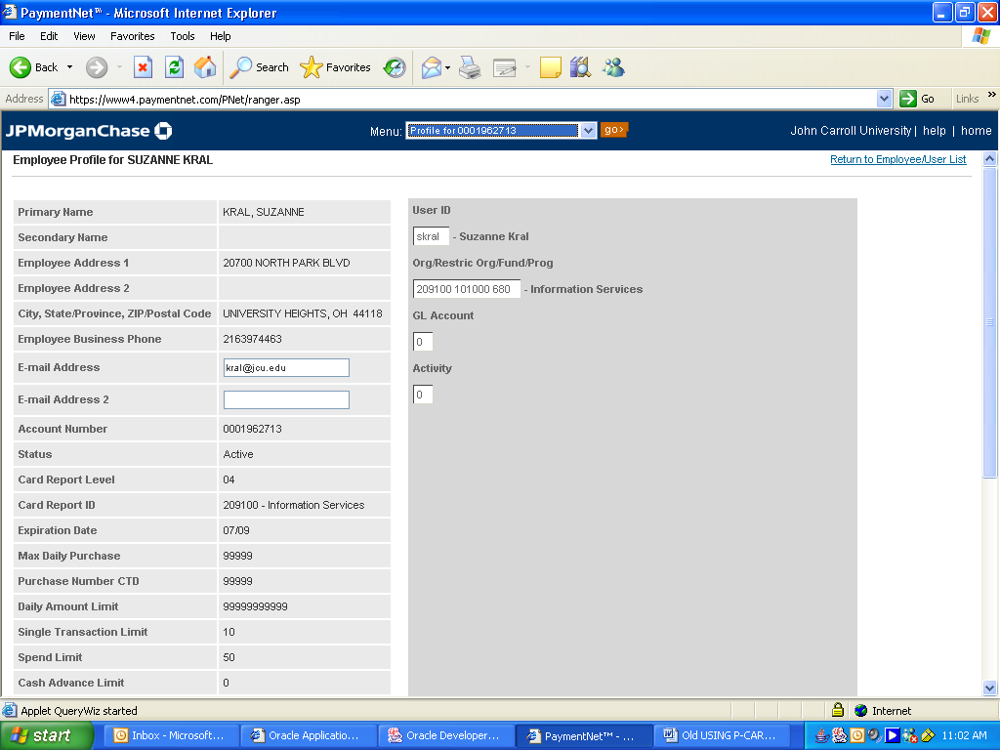 PaymentNet™ - Microsoft Internet Explorer
File Edit View Favorites Tools Help
Back Search Favorites
Address https://www4.paymentnet.com/PNet/ranger.asp Go Links »
JPMorganChase Menu: Profile for 0001962713 go> John Carroll University | help | home
Employee Profile for SUZANNE KRAL Return to Employee/User List
Primary Name KRAL, SUZANNE
Secondary Name
Employee Address 1 20700 NORTH PARK BLVD
Employee Address 2
City, State/Province, ZIP/Postal Code UNIVERSITY HEIGHTS, OH 44118
Employee Business Phone 2163974463
E-mail Address kral@jcu.edu
E-mail Address 2
Account Number 0001962713
Status Active
Card Report Level 04
Card Report ID 209100 - Information Services
Expiration Date 07/09
Max Daily Purchase 99999
Purchase Number CTD 99999
Daily Amount Limit 99999999999
Single Transaction Limit 10
Spend Limit 50
Cash Advance Limit 0
User ID
skral - Suzanne Kral
Org/Restric Org/Fund/Prog
209100 101000 680 - Information Services
GL Account
0
Activity
0
Applet QueryWiz started Internet
start Inbox - Microsoft... Oracle Applicatio... Oracle Developer... PaymentNet™ - ... Old USING P-CAR... 11:02 AM